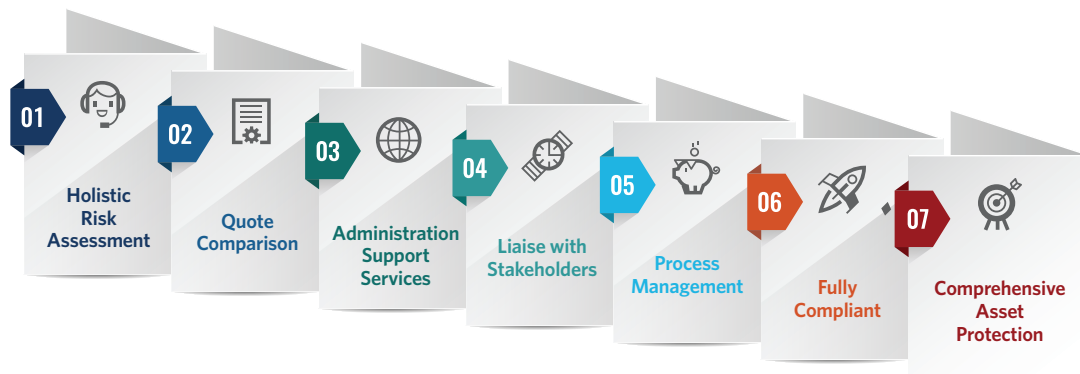 01
Holistic
Risk
Assessment
02
Quote
Comparison
03
Administration
Support
Services
04
Liaise with
Stakeholders
05
Process
Management
06
Fully
Compliant
07
Comprehensive
Asset
Protection